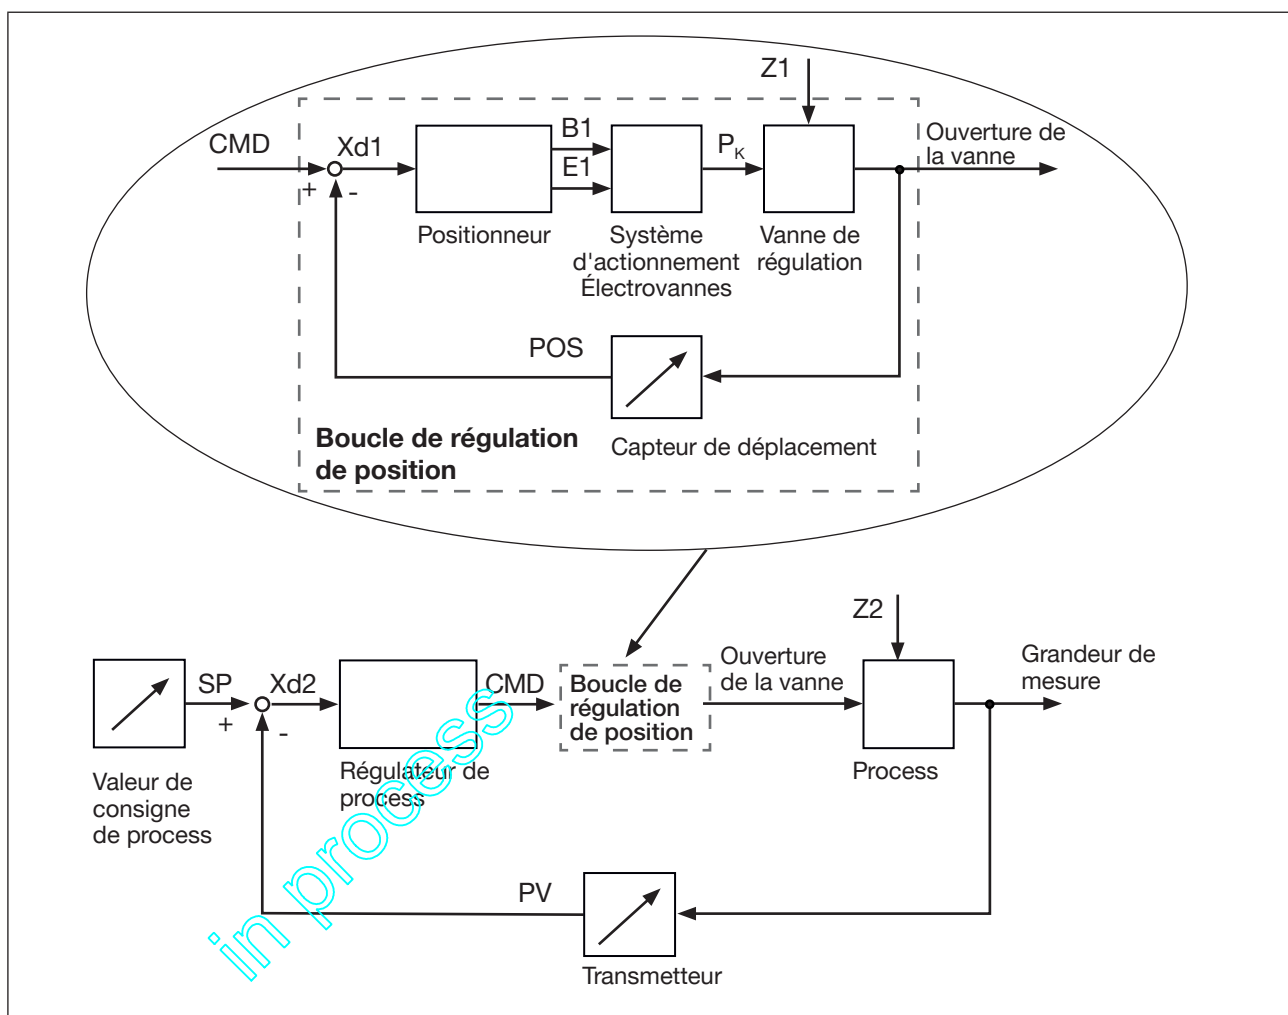 Z1
CMD
Xd1
B1
E1
P_K
Ouverture de
la vanne
+
-
Positionneur
Système
d'actionnement
Électrovannes
Vanne de
régulation
POS
Boucle de régulation
de position
Capteur de déplacement
Z2
SP
Xd2
CMD
Boucle de
régulation
de position
Ouverture
de la vanne
Grandeur de
mesure
+
-
Valeur de
consigne
de process
Régulateur de
process
Process
PV
Transmetteur
in process